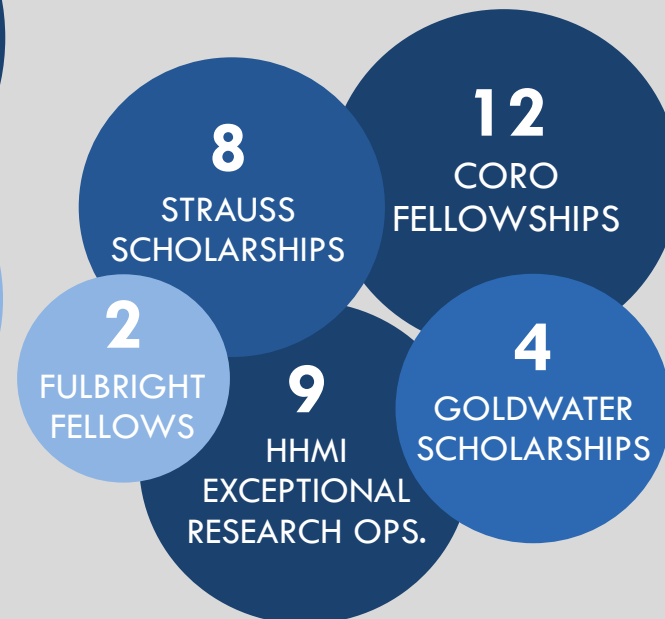 12
CORO
FELLOWSHIPS
8
STRAUSS
SCHOLARSHIPS
2
FULBRIGHT
FELLOWS
9
HHMI
EXCEPTIONAL
RESEARCH OPS.
4
GOLDWATER
SCHOLARSHIPS